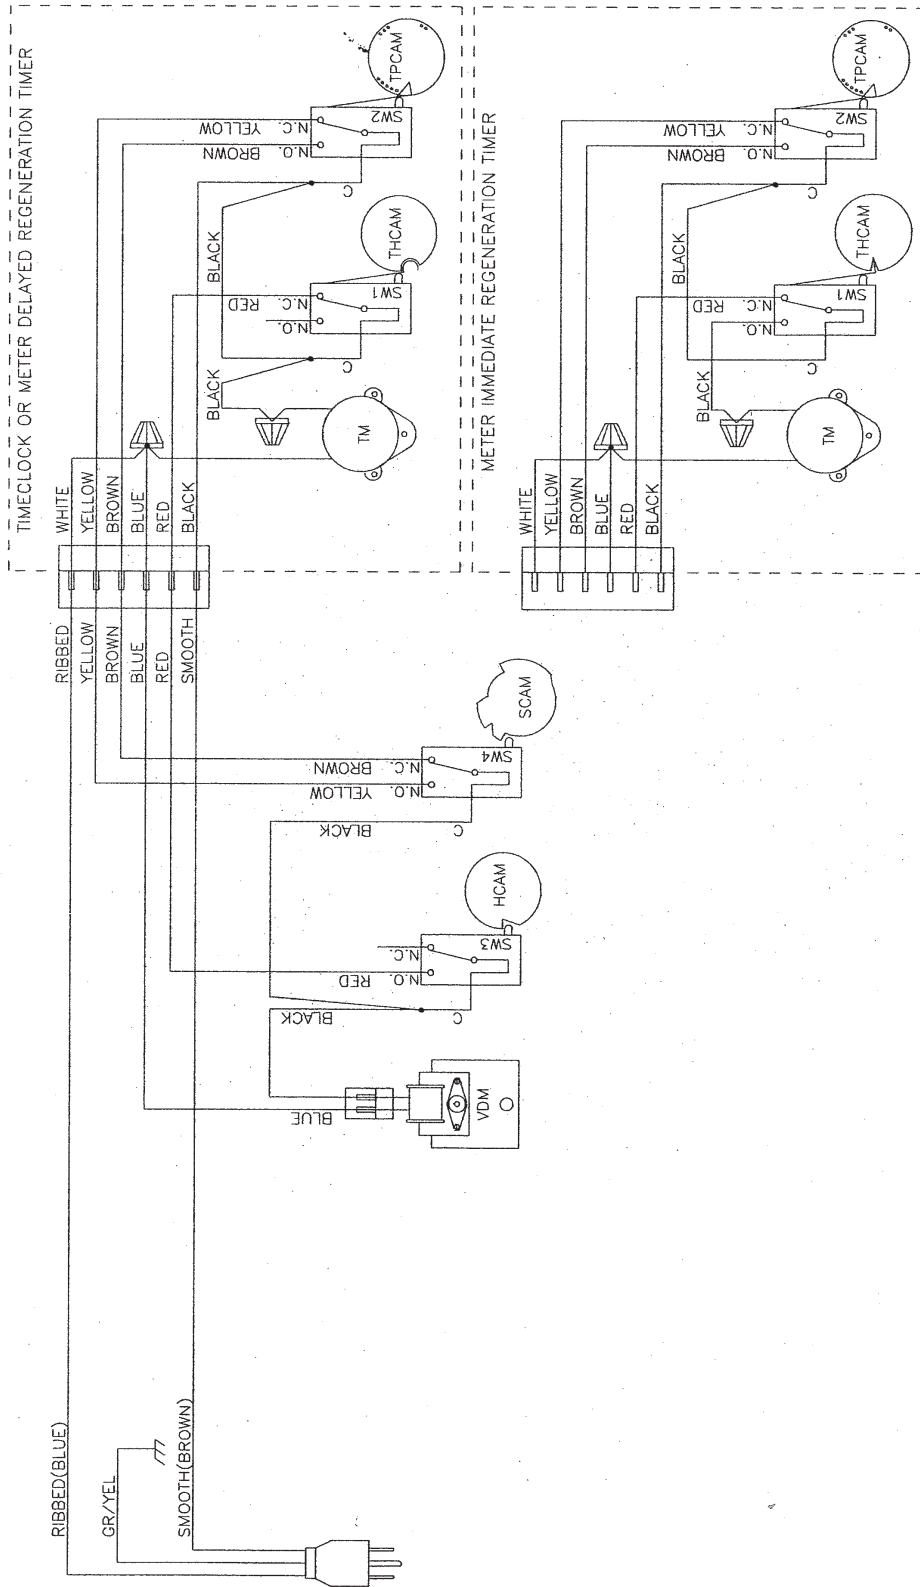 TIMECLOCK OR METER DELAYED REGENERATION TIMER
WHITE
YELLOW
BROWN
BLUE
RED
BLACK
BLACK
BLACK
TM
C
N.O.
N.C.
RED
SW1
THCAM
C
BROWN
YELLOW
N.O.
N.C.
SW2
TPCAM
METER IMMEDIATE REGENERATION TIMER
WHITE
YELLOW
BROWN
BLUE
RED
BLACK
BLACK
BLACK
TM
C
N.O.
N.C.
RED
SW1
THCAM
C
BROWN
YELLOW
N.O.
N.C.
SW2
TPCAM
RIBBED
YELLOW
BROWN
BLUE
RED
SMOOTH
YELLOW
BROWN
N.O.
N.C.
SW4
SCAM
C
BLACK
RED
N.O.
N.C.
SW3
HCAM
C
BLACK
BLUE
VDM
RIBBED(BLUE)
GR/YEL
SMOOTH(BROWN)